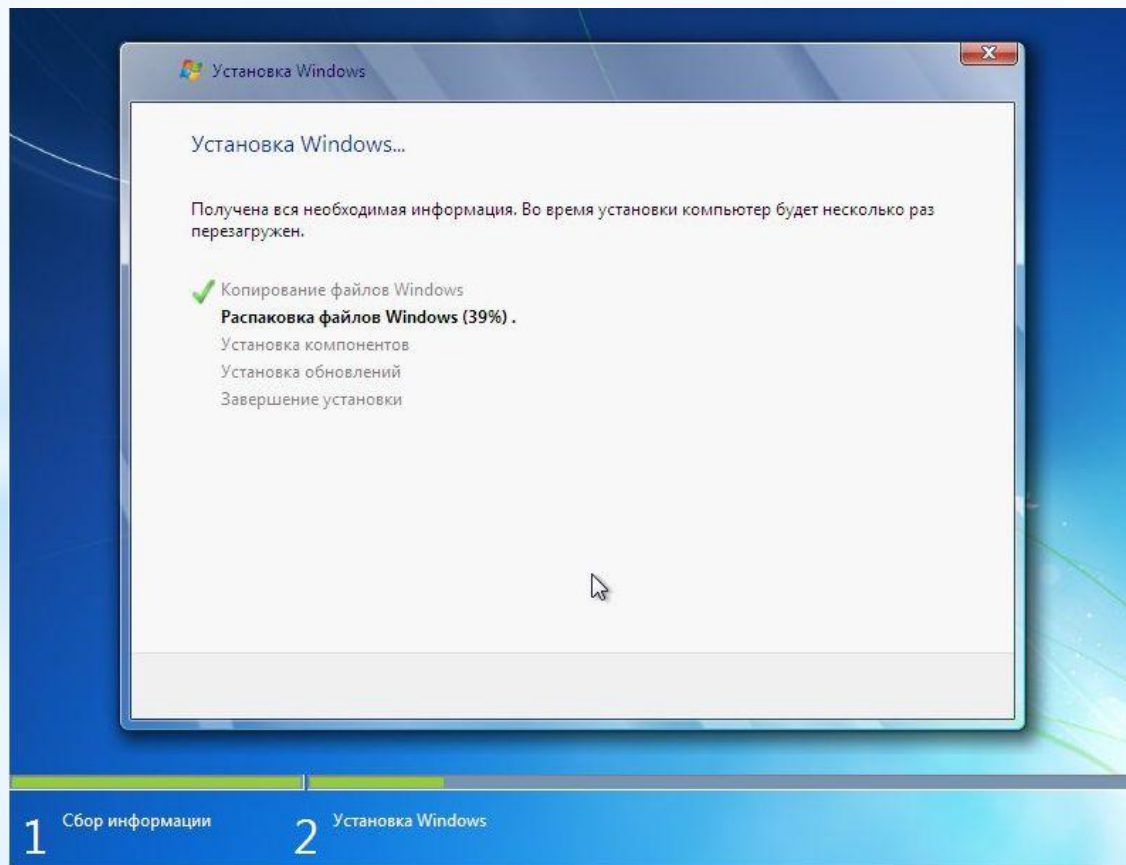 Установка Windows
Установка Windows...
Получена вся необходимая информация. Во время установки компьютер будет несколько раз
перезагружен.
Копирование файлов Windows
Распаковка файлов Windows (39%) .
Установка компонентов
Установка обновлений
Завершение установки
1 Сбор информации 2 Установка Windows